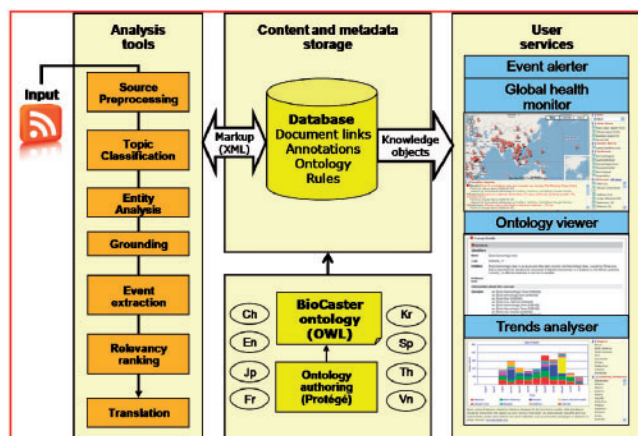 Analysis
tools
Input
Source
Preprocessing
Topic
Classification
Entity
Analysis
Grounding
Event
extraction
Relevancy
ranking
Translation
Content and metadata
storage
Database
Document links
Annotations
Ontology
Rules
Markup
(XML)
Knowledge
objects
BioCaster
ontology
(OWL)
Ontology
authoring
(Protégé)
Ch
En
Jp
Fr
Kr
Sp
Th
Vn
User
services
Event alerter
Global health
monitor
Ontology viewer
Trends analyser